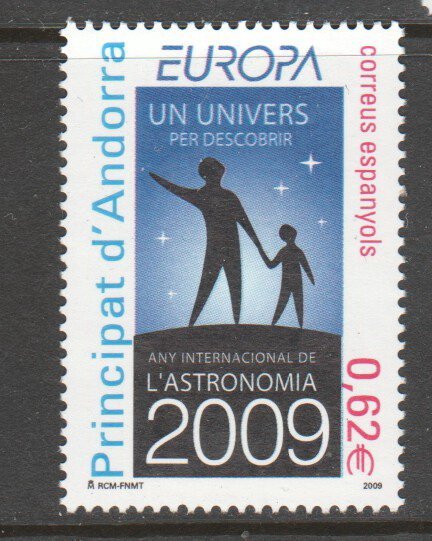 EUROPA
Principat d'Andorra
correus espanyols
UN UNIVERS
PER DESCOBRIR
ANY INTERNACIONAL DE
L'ASTRONOMIA
2009
0,62€
RCM-FNMT
2009